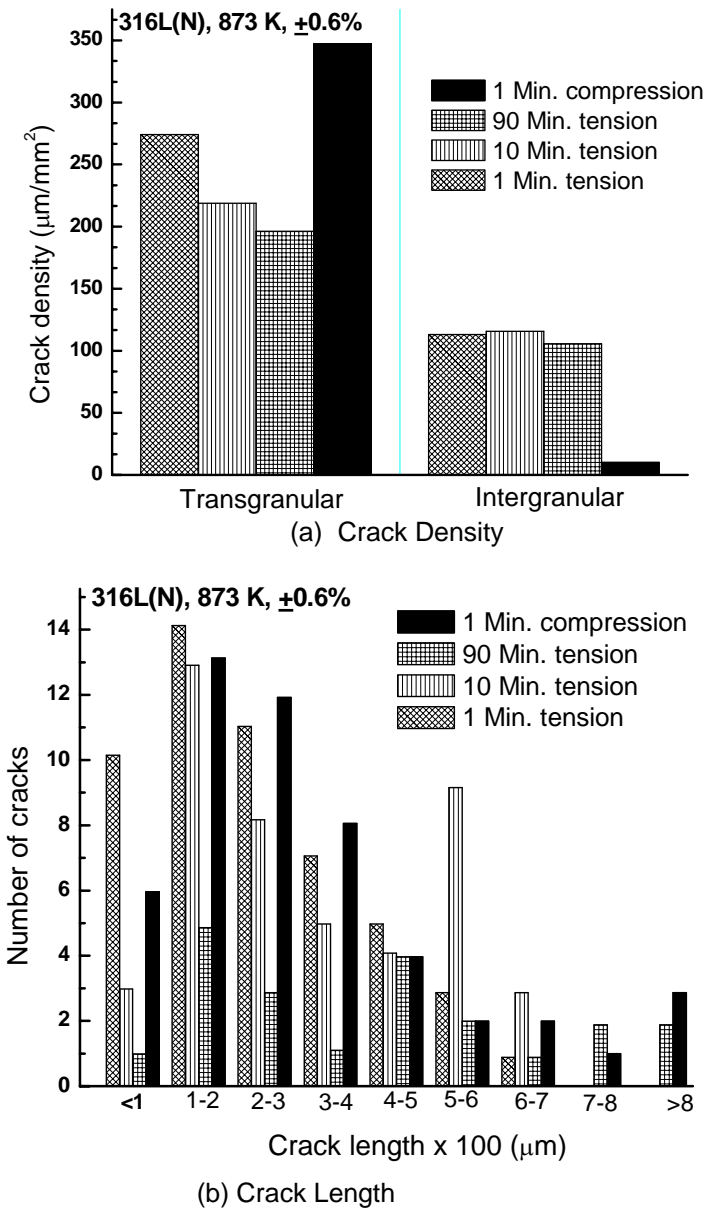 316L(N), 873 K, ±0.6%
350
300
250
200
150
100
50
0
Crack density (μm/mm²)
1 Min. compression
90 Min. tension
10 Min. tension
1 Min. tension
Transgranular
Intergranular
(a) Crack Density
316L(N), 873 K, ±0.6%
14
12
10
8
6
4
2
0
Number of cracks
1 Min. compression
90 Min. tension
10 Min. tension
1 Min. tension
<1 1-2 2-3 3-4 4-5 5-6 6-7 7-8 >8
Crack length x 100 (μm)
(b) Crack Length